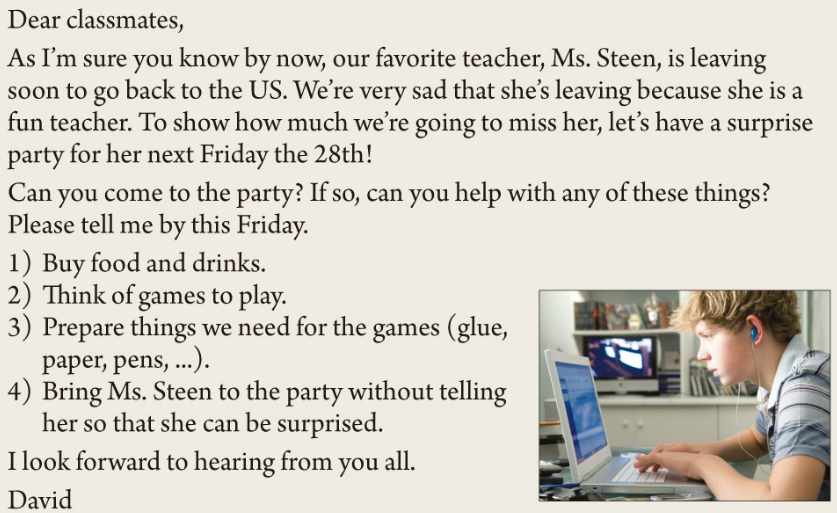 Dear classmates,
As I'm sure you know by now, our favorite teacher, Ms. Steen, is leaving
soon to go back to the US. We're very sad that she's leaving because she is a
fun teacher. To show how much we're going to miss her, let's have a surprise
party for her next Friday the 28th!
Can you come to the party? If so, can you help with any of these things?
Please tell me by this Friday.
1) Buy food and drinks.
2) Think of games to play.
3) Prepare things we need for the games (glue,
paper, pens, ...).
4) Bring Ms. Steen to the party without telling
her so that she can be surprised.
I look forward to hearing from you all.
David